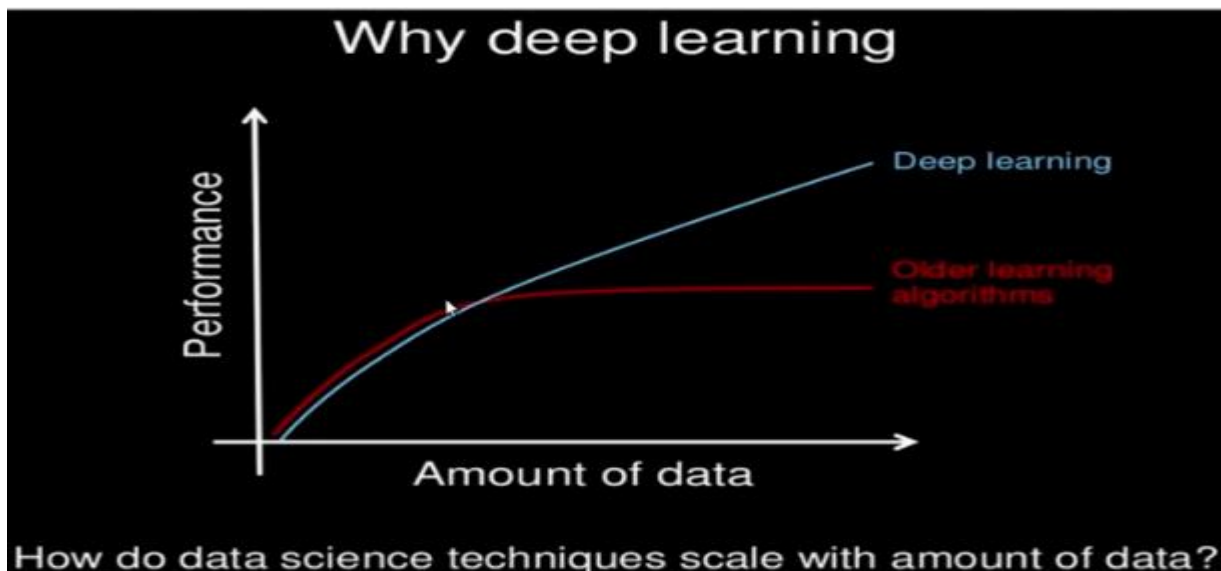 Why deep learning
Performance
Deep learning
Older learning
algorithms
Amount of data
How do data science techniques scale with amount of data?